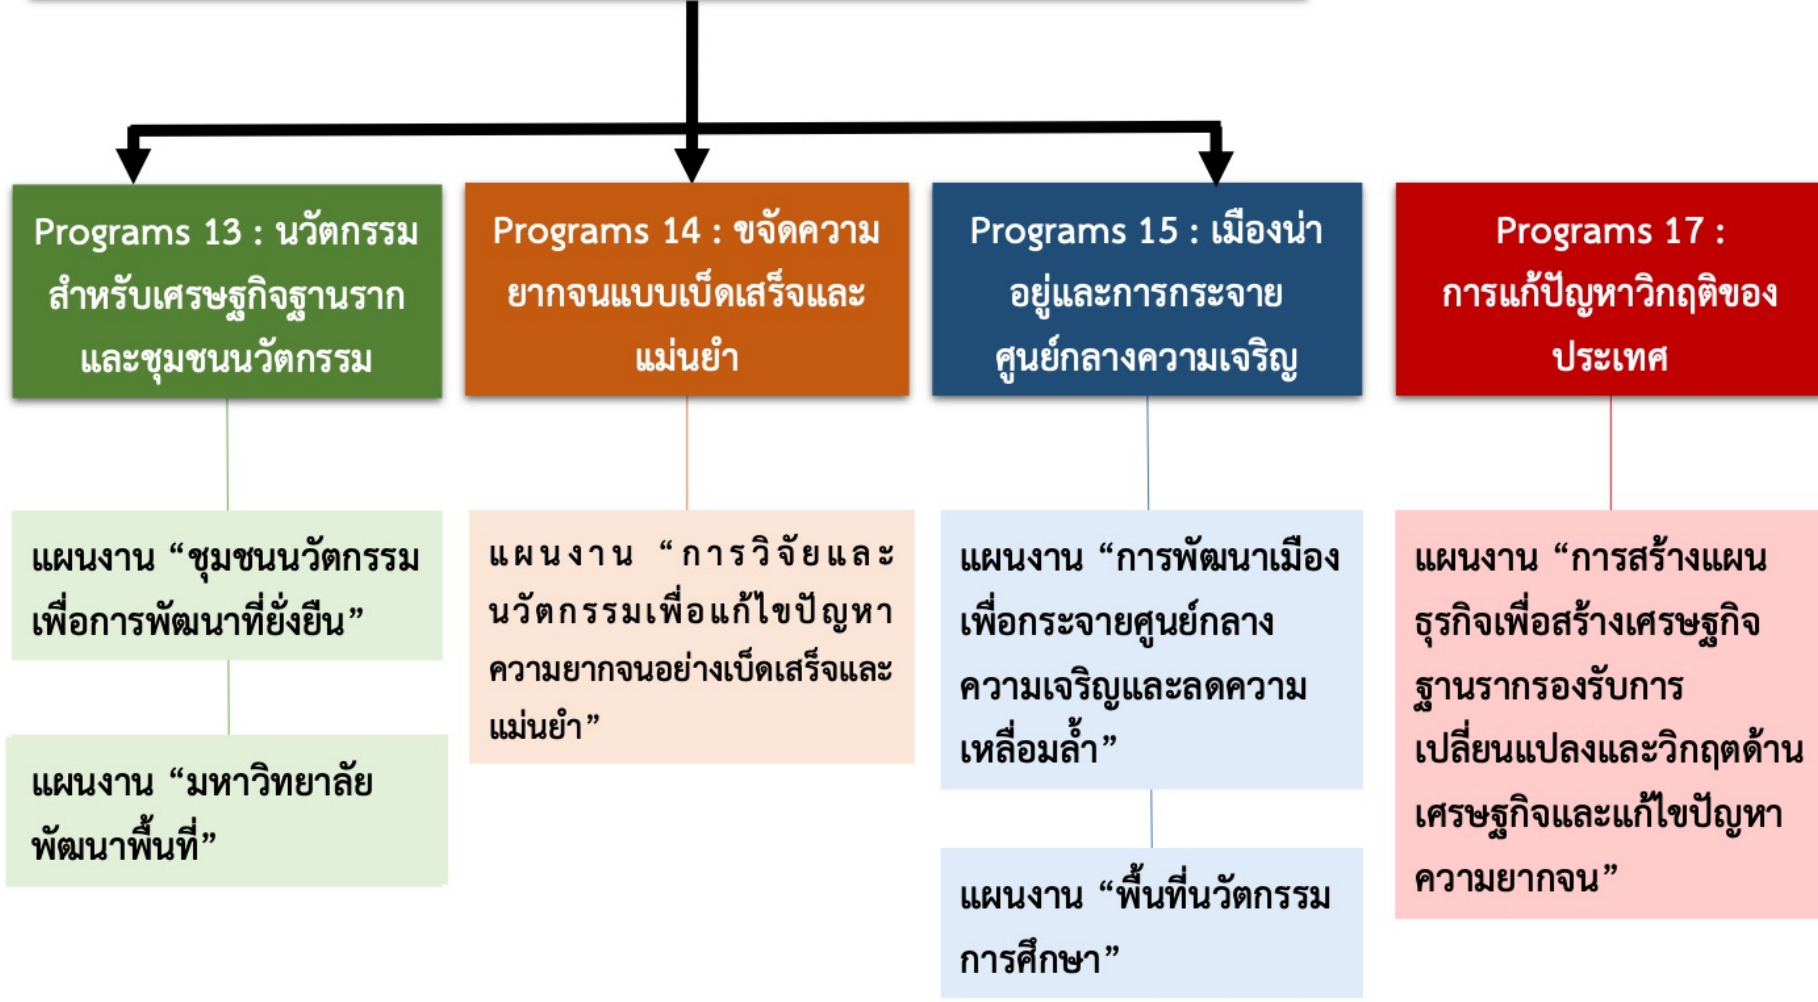 Programs 13 : นวัตกรรม
สำหรับเศรษฐกิจฐานราก
และชุมชนนวัตกรรม
Programs 14 : ขจัดความ
ยากจนแบบเบ็ดเสร็จและ
แม่นยำ
Programs 15 : เมืองน่า
อยู่และการกระจาย
ศูนย์กลางความเจริญ
Programs 17 :
การแก้ปัญหาวิกฤติของ
ประเทศ
แผนงาน “ชุมชนนวัตกรรม
เพื่อการพัฒนาที่ยั่งยืน”
แผนงาน “มหาวิทยาลัย
พัฒนาพื้นที่”
แผนงาน “การวิจัยและ
นวัตกรรมเพื่อแก้ไขปัญหา
ความยากจนอย่างเบ็ดเสร็จและ
แม่นยำ”
แผนงาน “การพัฒนาเมือง
เพื่อกระจายศูนย์กลาง
ความเจริญและลดความ
เหลื่อมล้ำ”
แผนงาน “พื้นที่นวัตกรรม
การศึกษา”
แผนงาน “การสร้างแผน
ธุรกิจเพื่อสร้างเศรษฐกิจ
ฐานรากรองรับการ
เปลี่ยนแปลงและวิกฤตด้าน
เศรษฐกิจและแก้ไขปัญหา
ความยากจน”